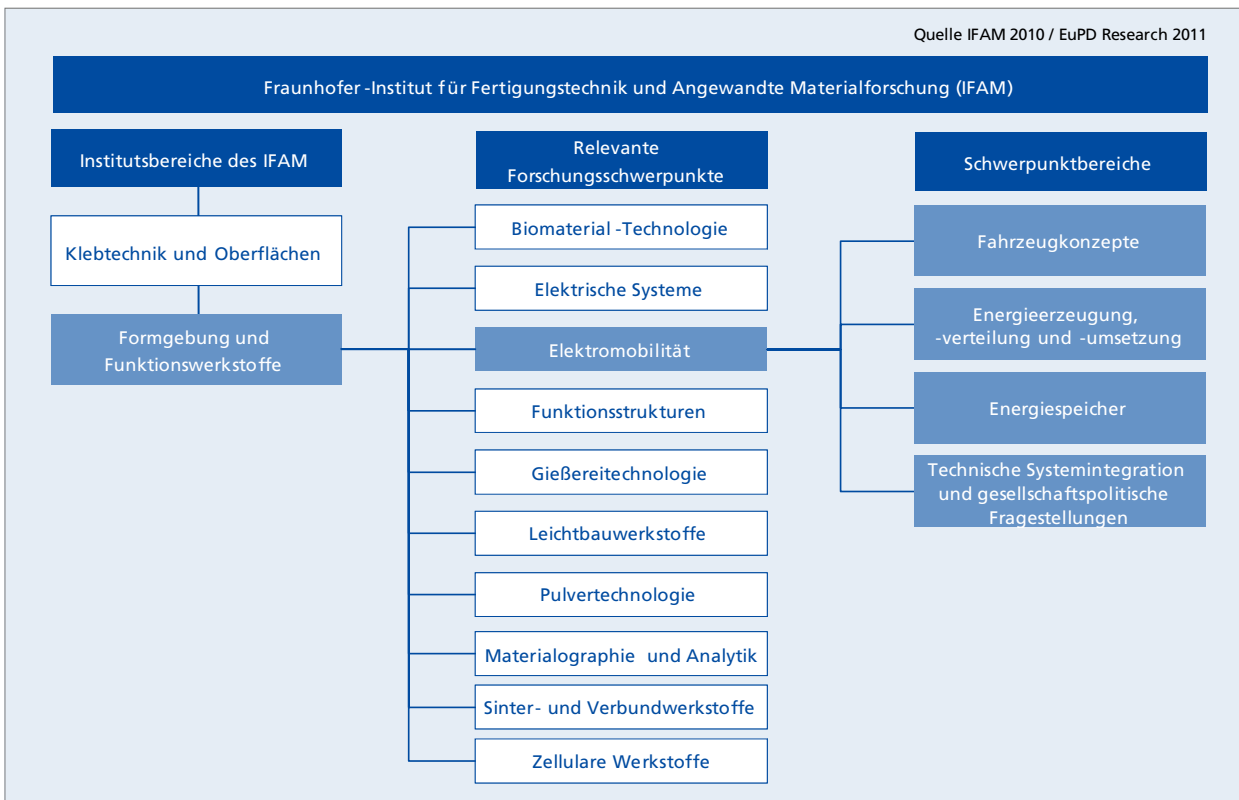 Quelle IFAM 2010 / EuPD Research 2011
Fraunhofer-Institut für Fertigungstechnik und Angewandte Materialforschung (IFAM)
Institutsbereiche des IFAM
Klebtechnik und Oberflächen
Formgebung und
Funktionswerkstoffe
Relevante
Forschungsschwerpunkte
Biomaterial-Technologie
Elektrische Systeme
Elektromobilität
Funktionsstrukturen
Gießereitechnologie
Leichtbauwerkstoffe
Pulvertechnologie
Materialographie und Analytik
Sinter- und Verbundwerkstoffe
Zellulare Werkstoffe
Schwerpunktbereiche
Fahrzeugkonzepte
Energieerzeugung,
-verteilung und -umsetzung
Energiespeicher
Technische Systemintegration
und gesellschaftspolitische
Fragestellungen